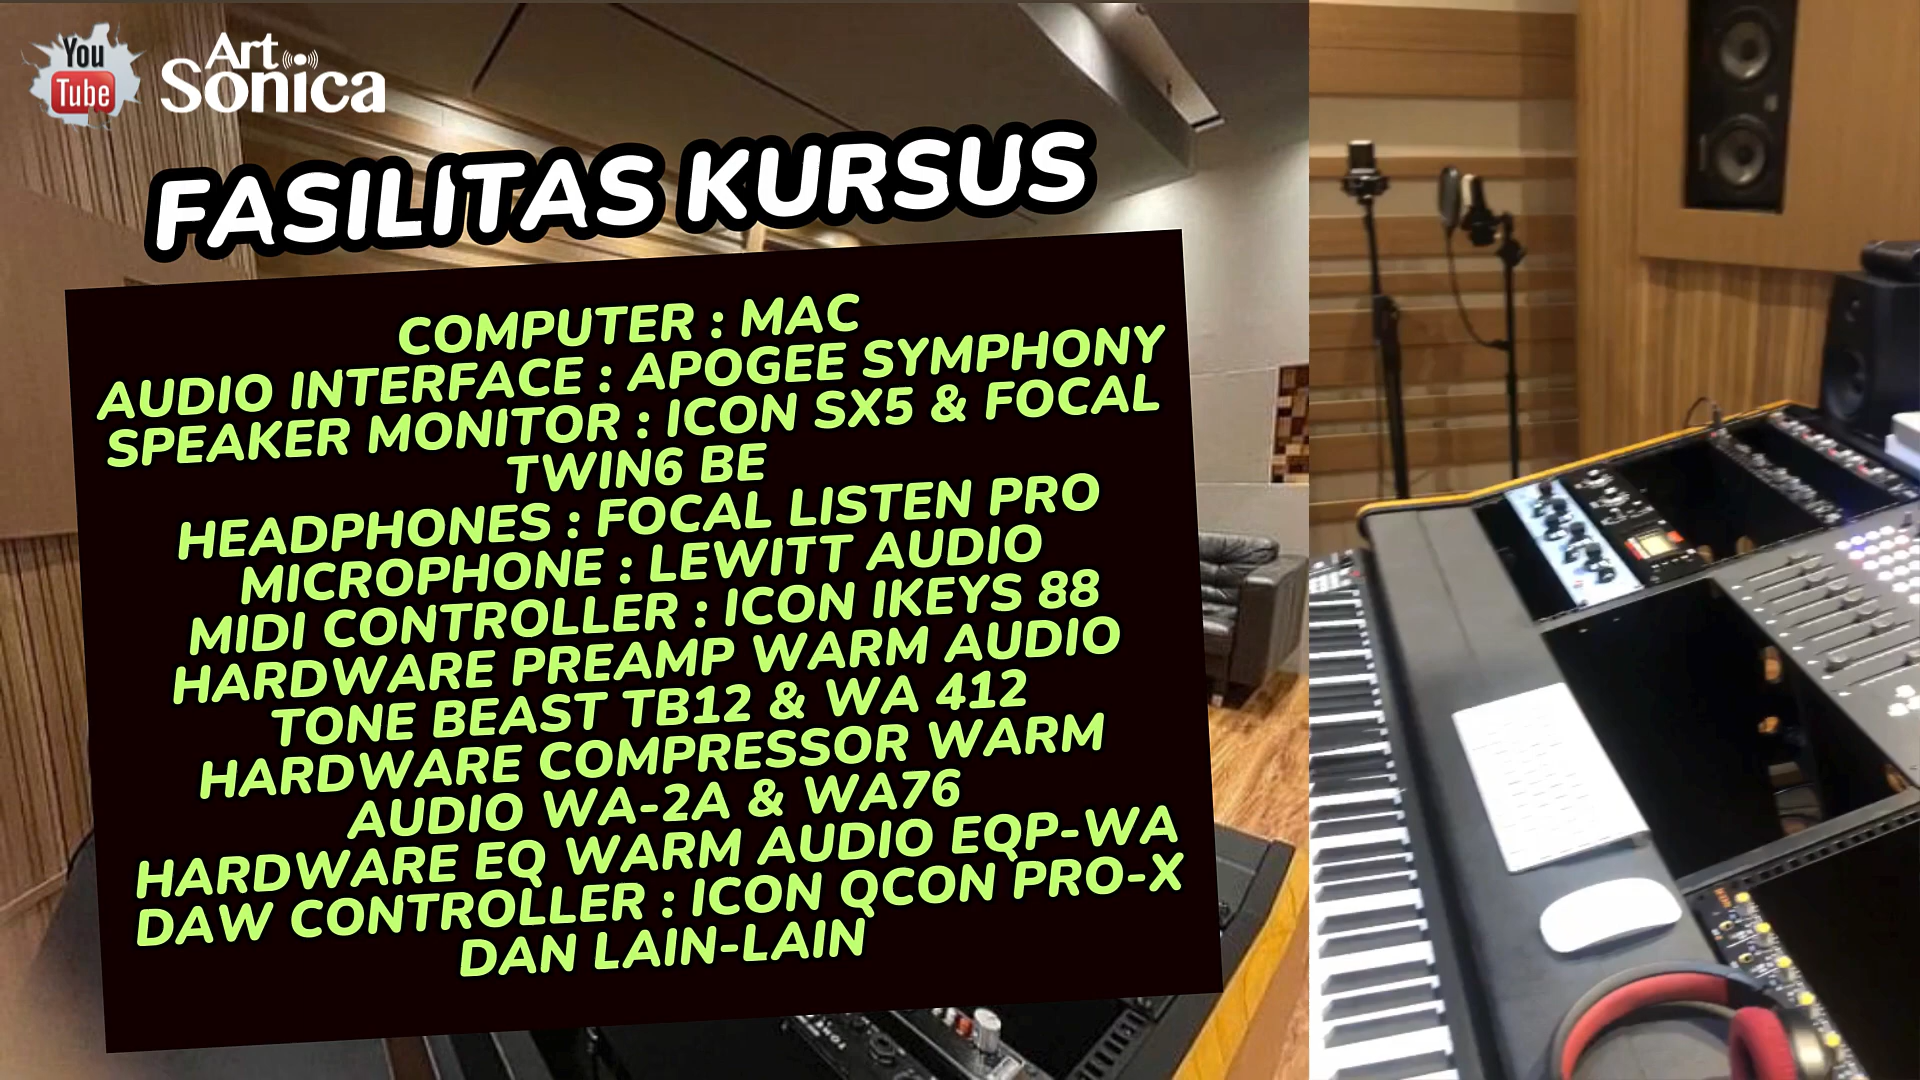 You
Tube
Art
Sonica
FASILITAS KURSUS
COMPUTER : MAC
AUDIO INTERFACE : APOGEE SYMPHONY
SPEAKER MONITOR : ICON SX5 & FOCAL
TWIN6 BE
HEADPHONES : FOCAL LISTEN PRO
MICROPHONE : LEWITT AUDIO
MIDI CONTROLLER : ICON IKEYS 88
HARDWARE PREAMP WARM AUDIO
TONE BEAST TB12 & WA 412
HARDWARE COMPRESSOR WARM
AUDIO WA-2A & WA76
HARDWARE EQ WARM AUDIO EQP-WA
DAW CONTROLLER : ICON QCON PRO-X
DAN LAIN-LAIN